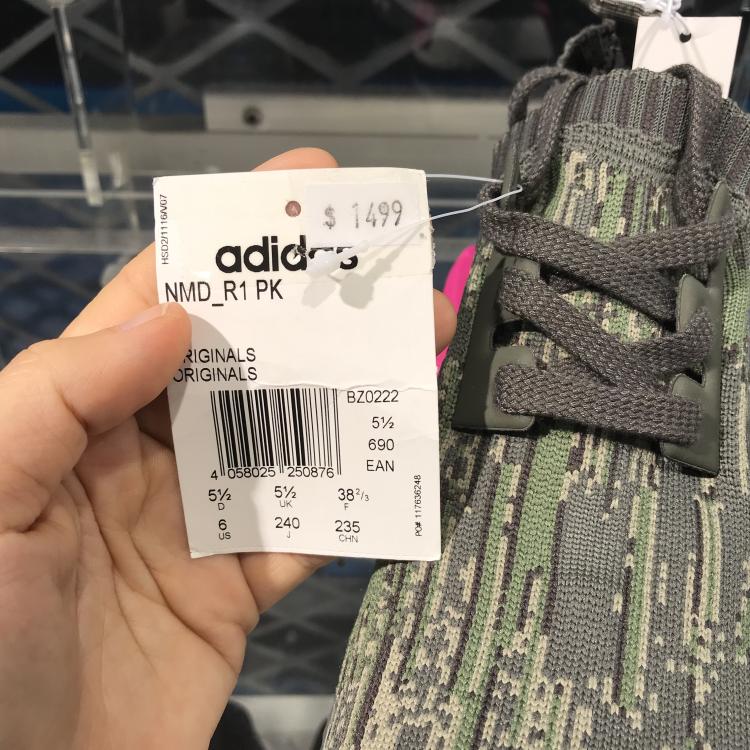 HSD2/1116/V07
$ 1499
adidas
NMD_R1 PK
RIGINALS
ORIGINALS
BZ0222
5½
690
EAN
4 058025 250876
5½ 5½ 38²/³
D UK F
6 240 235
US J CHN
PO# 117636248